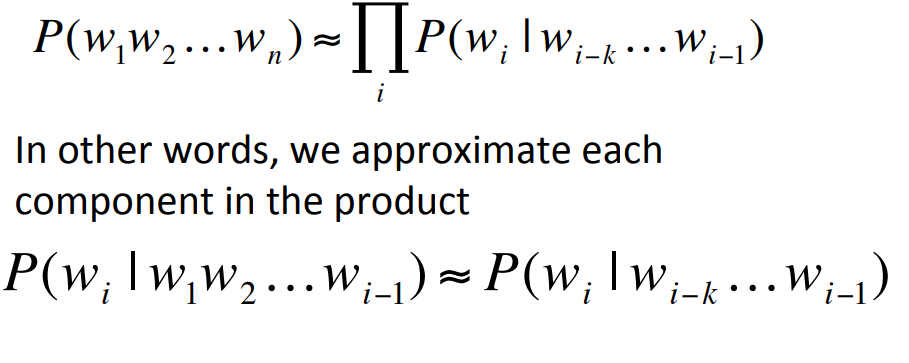 P(w₁w₂…wₙ) ≈ ∏ᵢ P(wᵢ | wᵢ₋ₖ…wᵢ₋₁)
In other words, we approximate each
component in the product
P(wᵢ | w₁w₂…wᵢ₋₁) ≈ P(wᵢ | wᵢ₋ₖ…wᵢ₋₁)